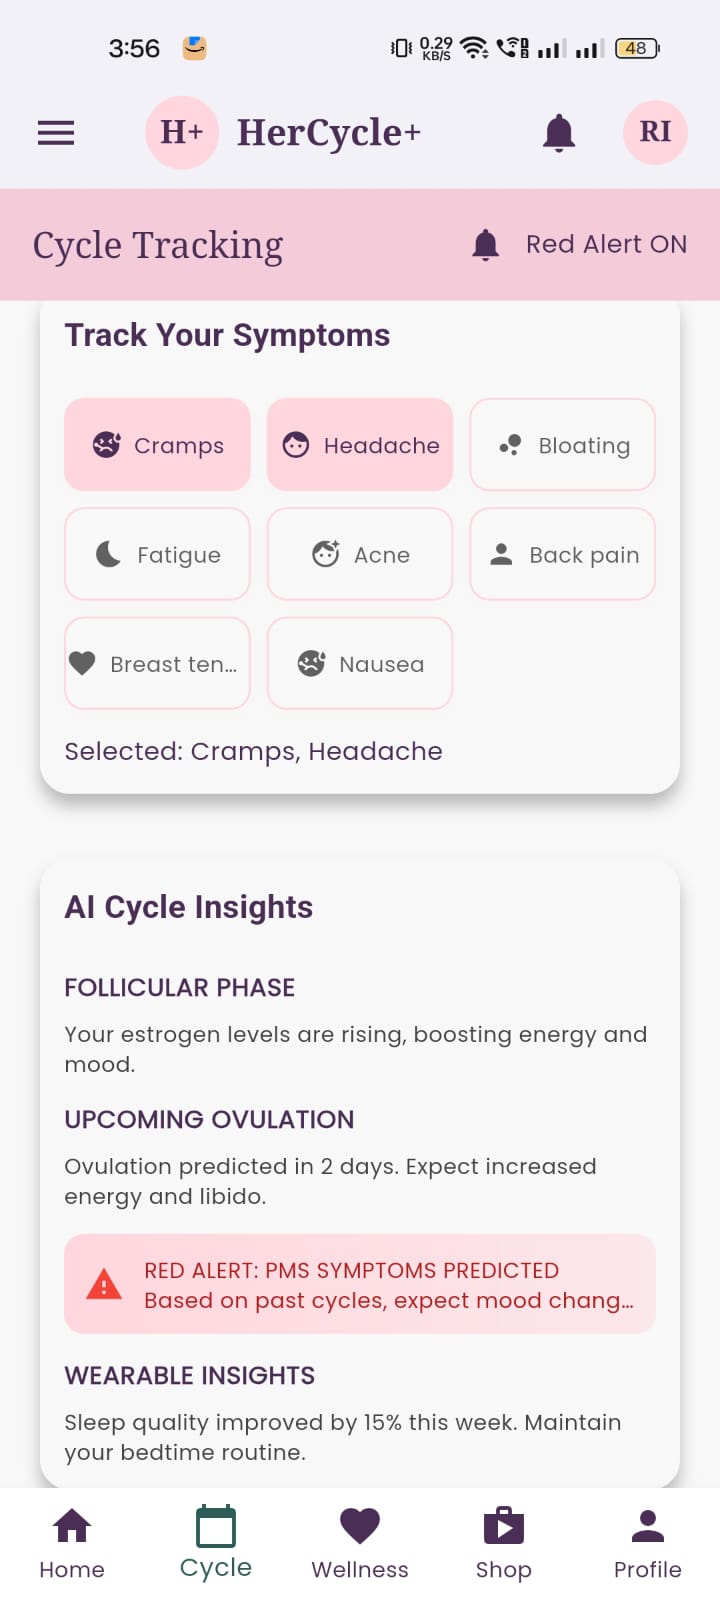 3:56
0.29
KB/S
48
H+ HerCycle+ RI
Cycle Tracking Red Alert ON
Track Your Symptoms
Cramps Headache Bloating
Fatigue Acne Back pain
Breast ten... Nausea
Selected: Cramps, Headache
AI Cycle Insights
FOLLICULAR PHASE
Your estrogen levels are rising, boosting energy and
mood.
UPCOMING OVULATION
Ovulation predicted in 2 days. Expect increased
energy and libido.
RED ALERT: PMS SYMPTOMS PREDICTED
Based on past cycles, expect mood chang...
WEARABLE INSIGHTS
Sleep quality improved by 15% this week. Maintain
your bedtime routine.
Home Cycle Wellness Shop Profile